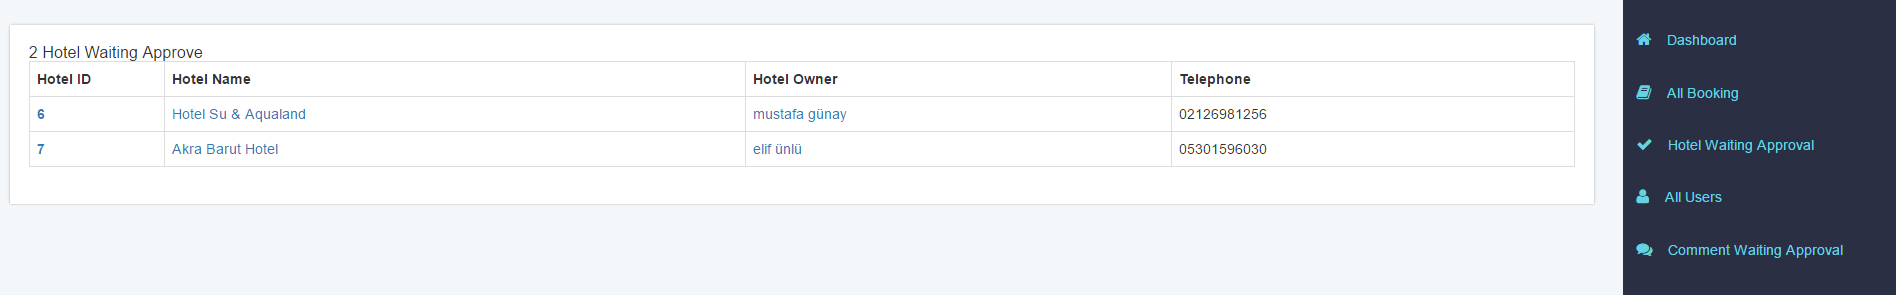 2 Hotel Waiting Approve
Hotel ID Hotel Name Hotel Owner Telephone
6 Hotel Su & Aqualand mustafa günay 02126981256
7 Akra Barut Hotel elif ünlü 05301596030
Dashboard
All Booking
Hotel Waiting Approval
All Users
Comment Waiting Approval